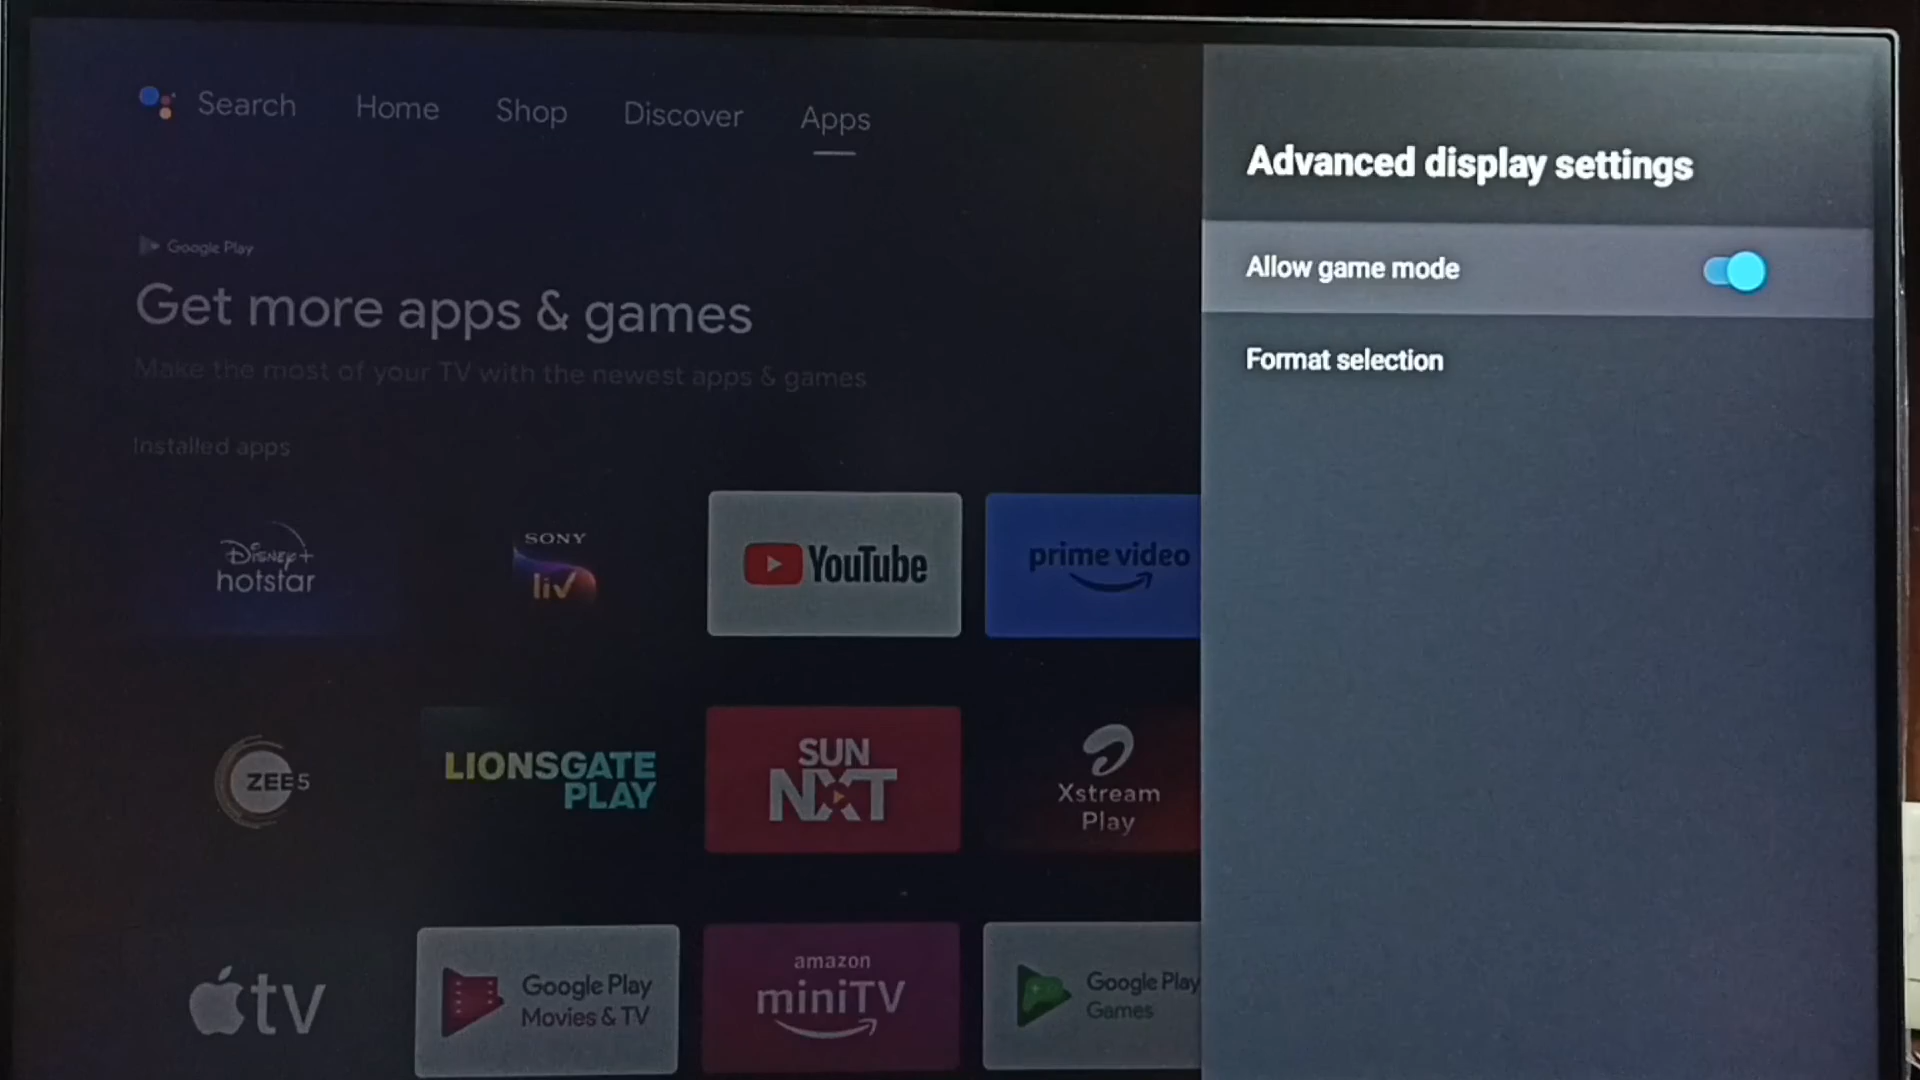 Search Home Shop Discover Apps
Google Play
Get more apps & games
Make the most of your TV with the newest apps & games
Installed apps
Disney+
hotstar
SONY
liv
YouTube
prime video
ZEE5
LIONSGATE
PLAY
SUN
NXT
Xstream
Play
tv
Google Play
Movies & TV
amazon
miniTV
Google Play
Games
Advanced display settings
Allow game mode
Format selection